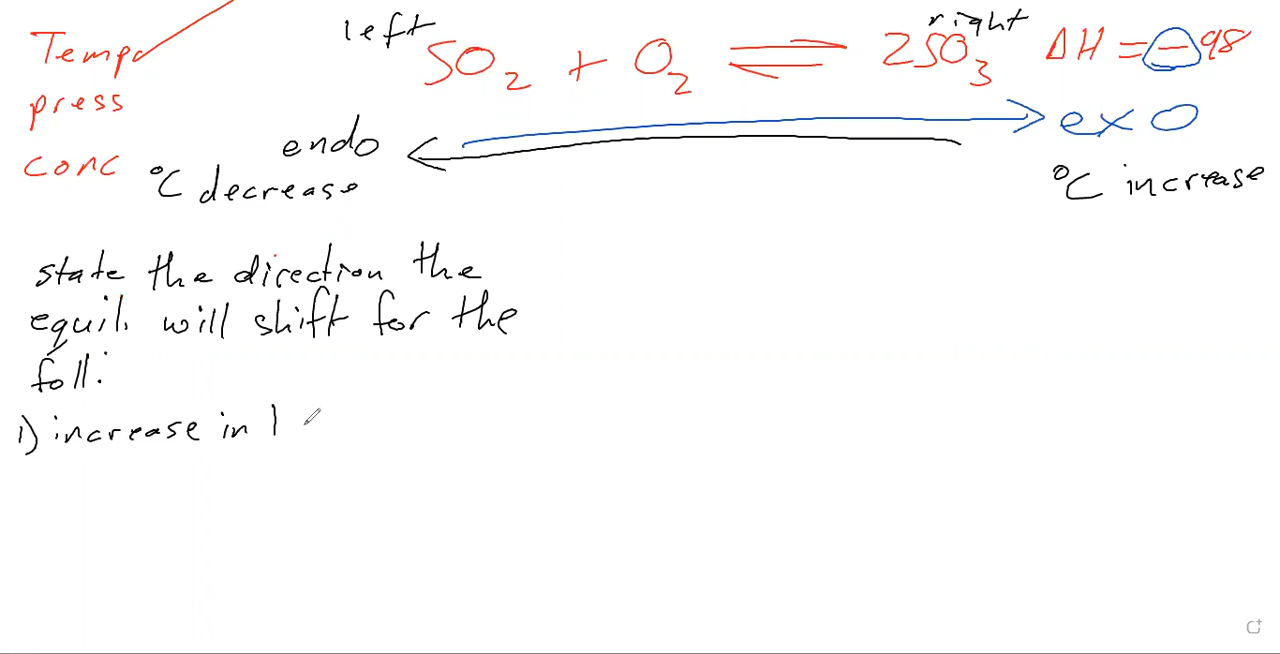 left right
Temp SO2 + O2 ⇌ 2SO3 ΔH = -98
press
exo
endo
conc
°C decrease °C increase
state the direction the
equil. will shift for the
foll:
1) increase in